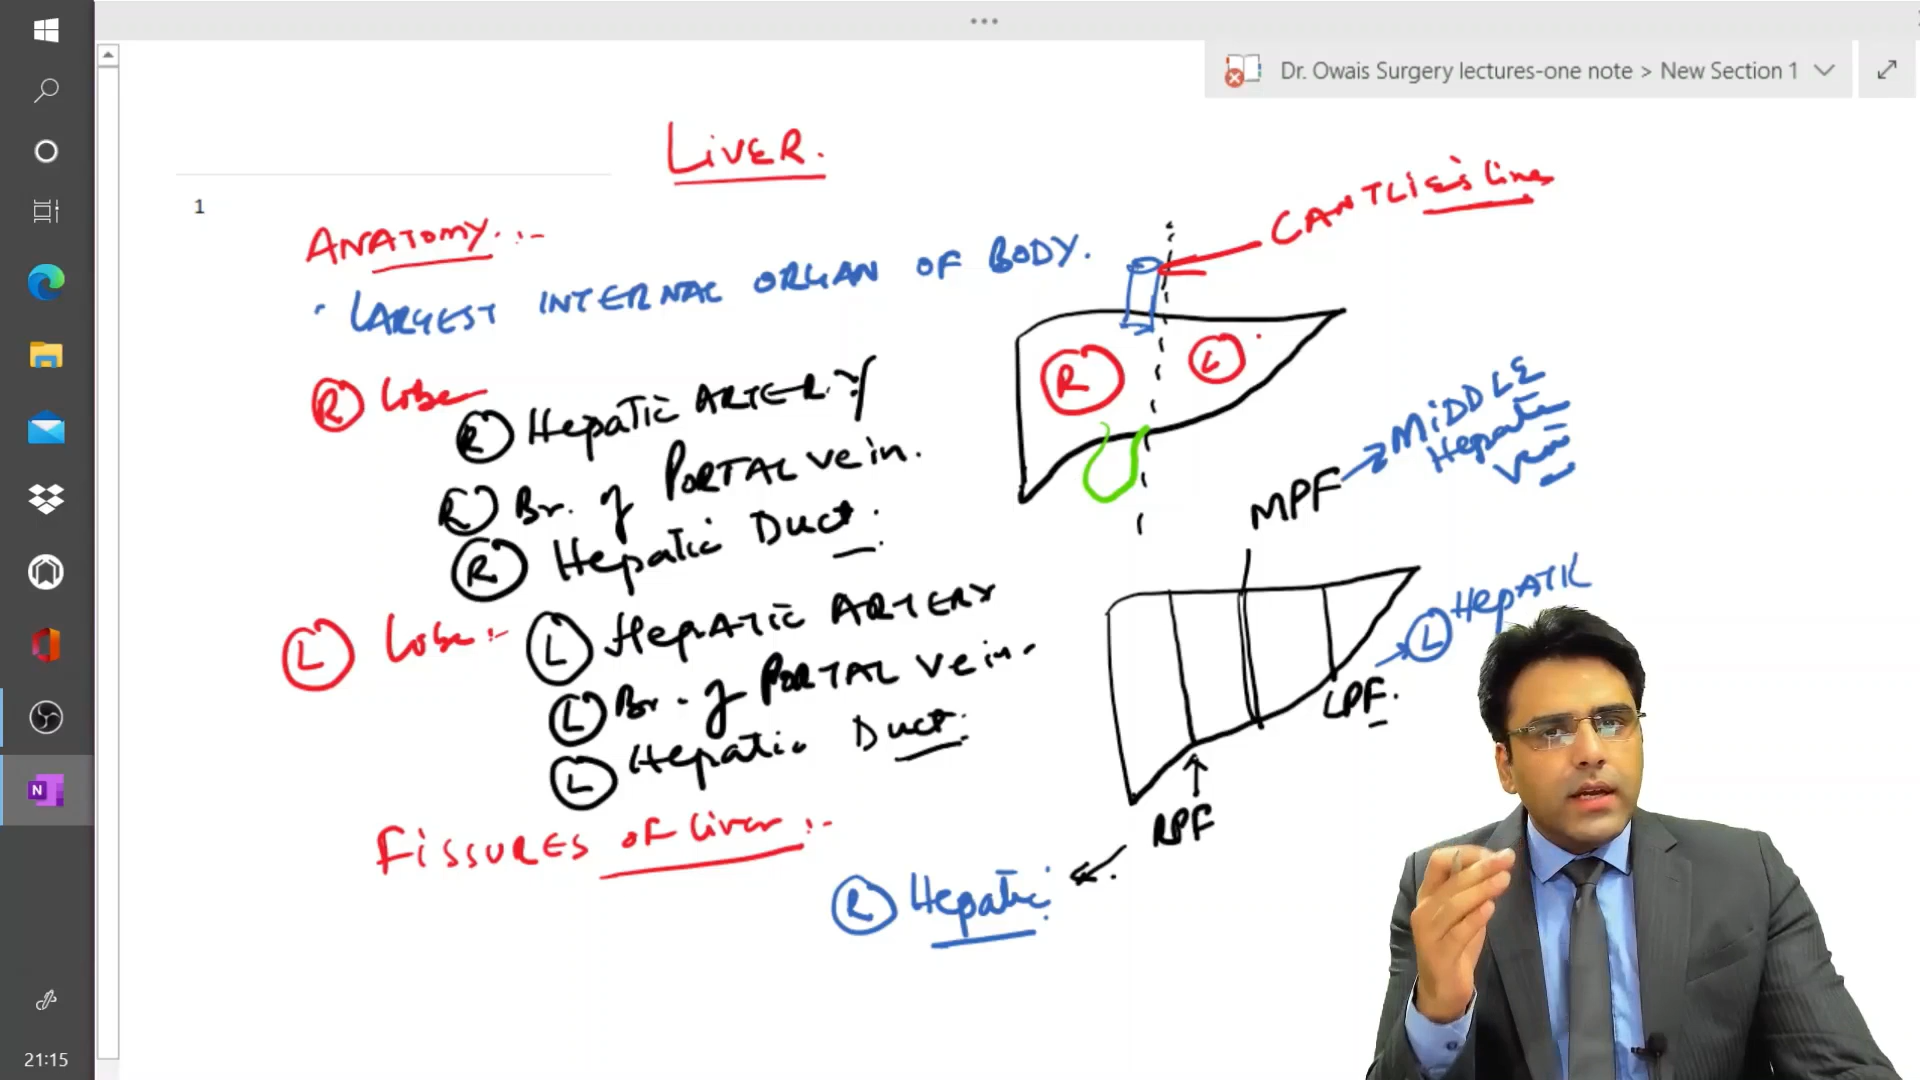 Dr. Owais Surgery lectures-one note > New Section 1
LIVER.
1
ANATOMY :-
CANTLIE's line
· LARGEST INTERNAL ORGAN OF BODY.
R Lobe
R Hepatic ARTERY
R Br. of PORTAL vein.
R Hepatic Duct.
R
L
MPF
MIDDLE
Hepatic
Vein
L Lobe :-
L Hepatic ARTERY
L Br. of PORTAL vein.
L Hepatic Duct.
L HepATIC
LPF.
RPF
FISSURES OF Liver :-
R Hepatic
N
21:15